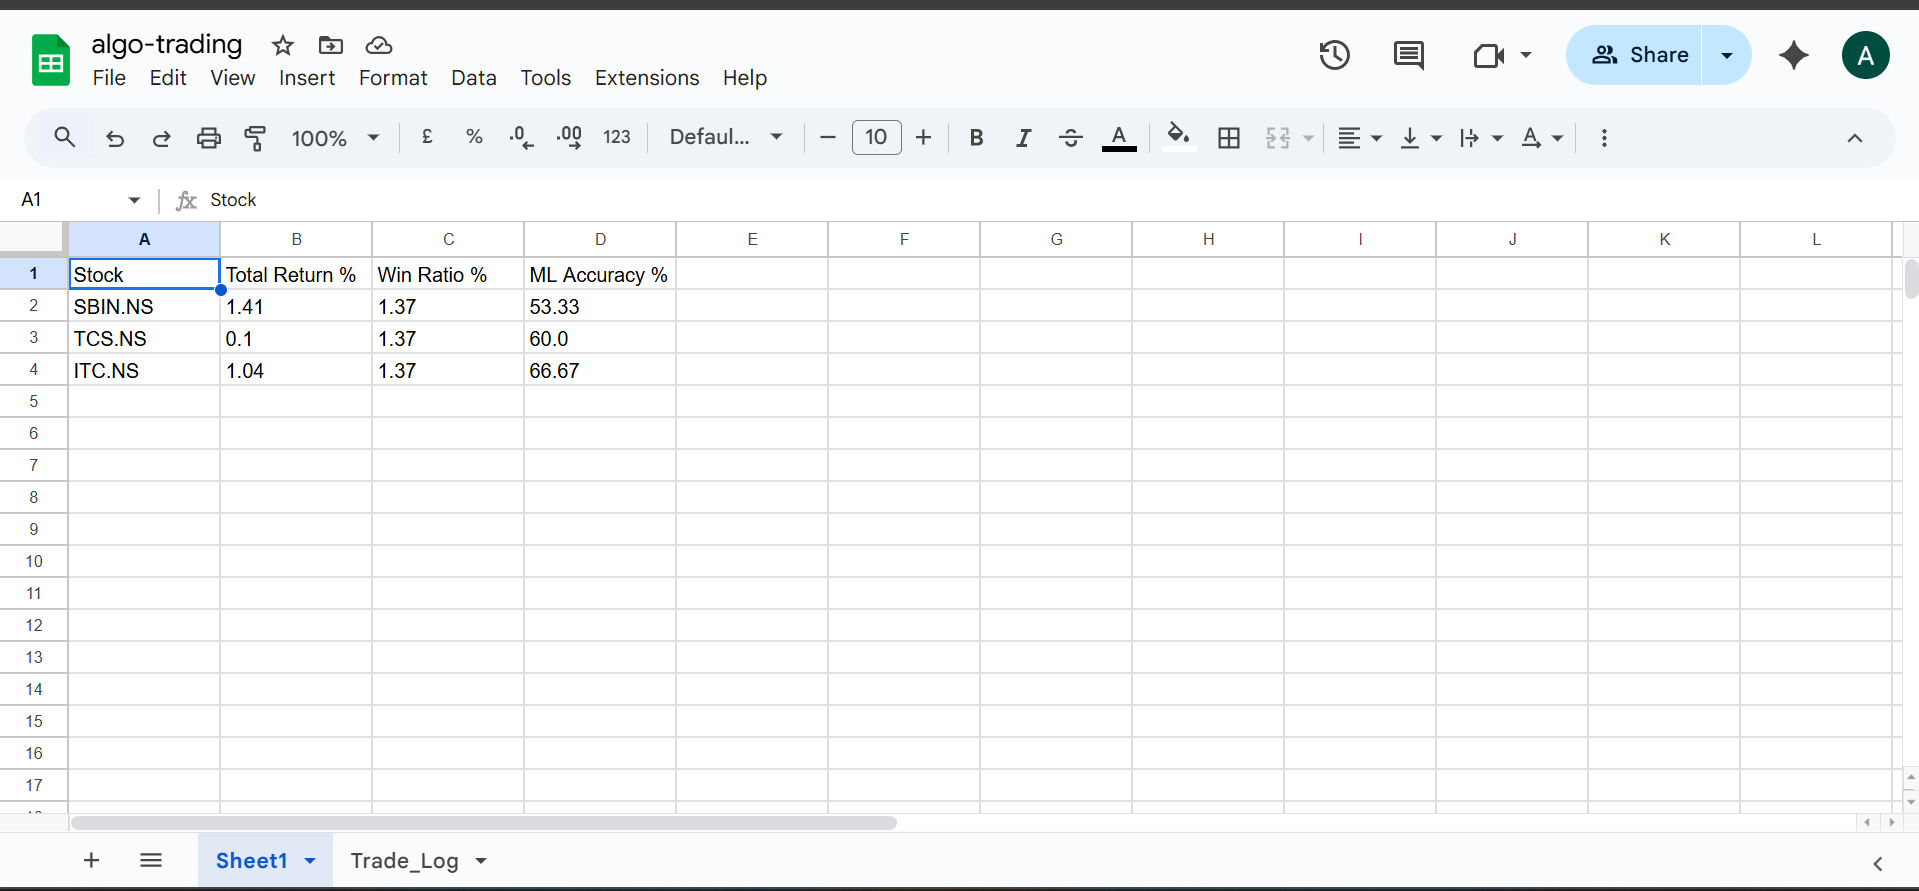 algo-trading
File Edit View Insert Format Data Tools Extensions Help
Share
A
100% £ % .0 .00 123 Defaul... 10 B I S A A
A1 fx Stock
A B C D E F G H I J K L
1 Stock Total Return % Win Ratio % ML Accuracy %
2 SBIN.NS 1.41 1.37 53.33
3 TCS.NS 0.1 1.37 60.0
4 ITC.NS 1.04 1.37 66.67
5
6
7
8
9
10
11
12
13
14
15
16
17
Sheet1 Trade_Log